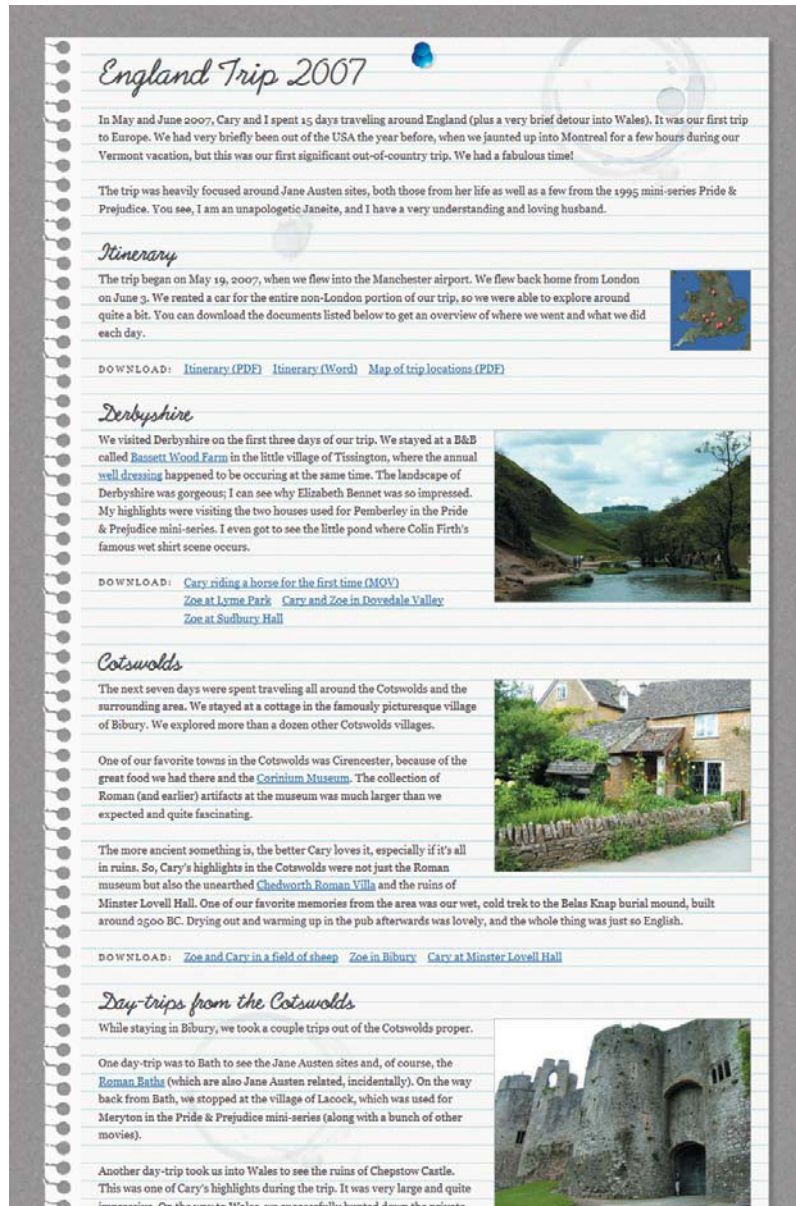 England Trip 2007
In May and June 2007, Cary and I spent 15 days traveling around England (plus a very brief detour into Wales). It was our first trip
to Europe. We had very briefly been out of the USA the year before, when we jaunted up into Montreal for a few hours during our
Vermont vacation, but this was our first significant out-of-country trip. We had a fabulous time!
The trip was heavily focused around Jane Austen sites, both those from her life as well as a few from the 1995 mini-series Pride &
Prejudice. You see, I am an unapologetic Janeite, and I have a very understanding and loving husband.
Itinerary
The trip began on May 19, 2007, when we flew into the Manchester airport. We flew back home from London
on June 3. We rented a car for the entire non-London portion of our trip, so we were able to explore around
quite a bit. You can download the documents listed below to get an overview of where we went and what we did
each day.
DOWNLOAD: Itinerary (PDF) Itinerary (Word) Map of trip locations (PDF)
Derbyshire
We visited Derbyshire on the first three days of our trip. We stayed at a B&B
called Bassett Wood Farm in the little village of Tissington, where the annual
well dressing happened to be occuring at the same time. The landscape of
Derbyshire was gorgeous; I can see why Elizabeth Bennet was so impressed.
My highlights were visiting the two houses used for Pemberley in the Pride
& Prejudice mini-series. I even got to see the little pond where Colin Firth's
famous wet shirt scene occurs.
DOWNLOAD: Cary riding a horse for the first time (MOV)
Zoe at Lyme Park Cary and Zoe in Dovedale Valley
Zoe at Sudbury Hall
Cotswolds
The next seven days were spent traveling all around the Cotswolds and the
surrounding area. We stayed at a cottage in the famously picturesque village
of Bibury. We explored more than a dozen other Cotswolds villages.
One of our favorite towns in the Cotswolds was Cirencester, because of the
great food we had there and the Corinium Museum. The collection of
Roman (and earlier) artifacts at the museum was much larger than we
expected and quite fascinating.
The more ancient something is, the better Cary loves it, especially if it's all
in ruins. So, Cary's highlights in the Cotswolds were not just the Roman
museum but also the unearthed Chedworth Roman Villa and the ruins of
Minster Lovell Hall. One of our favorite memories from the area was our wet, cold trek to the Belas Knap burial mound, built
around 2500 BC. Drying out and warming up in the pub afterwards was lovely, and the whole thing was just so English.
DOWNLOAD: Zoe and Cary in a field of sheep Zoe in Bibury Cary at Minster Lovell Hall
Day-trips from the Cotswolds
While staying in Bibury, we took a couple trips out of the Cotswolds proper.
One day-trip was to Bath to see the Jane Austen sites and, of course, the
Roman Baths (which are also Jane Austen related, incidentally). On the way
back from Bath, we stopped at the village of Lacock, which was used for
Meryton in the Pride & Prejudice mini-series (along with a bunch of other
movies).
Another day-trip took us into Wales to see the ruins of Chepstow Castle.
This was one of Cary's highlights during the trip. It was very large and quite